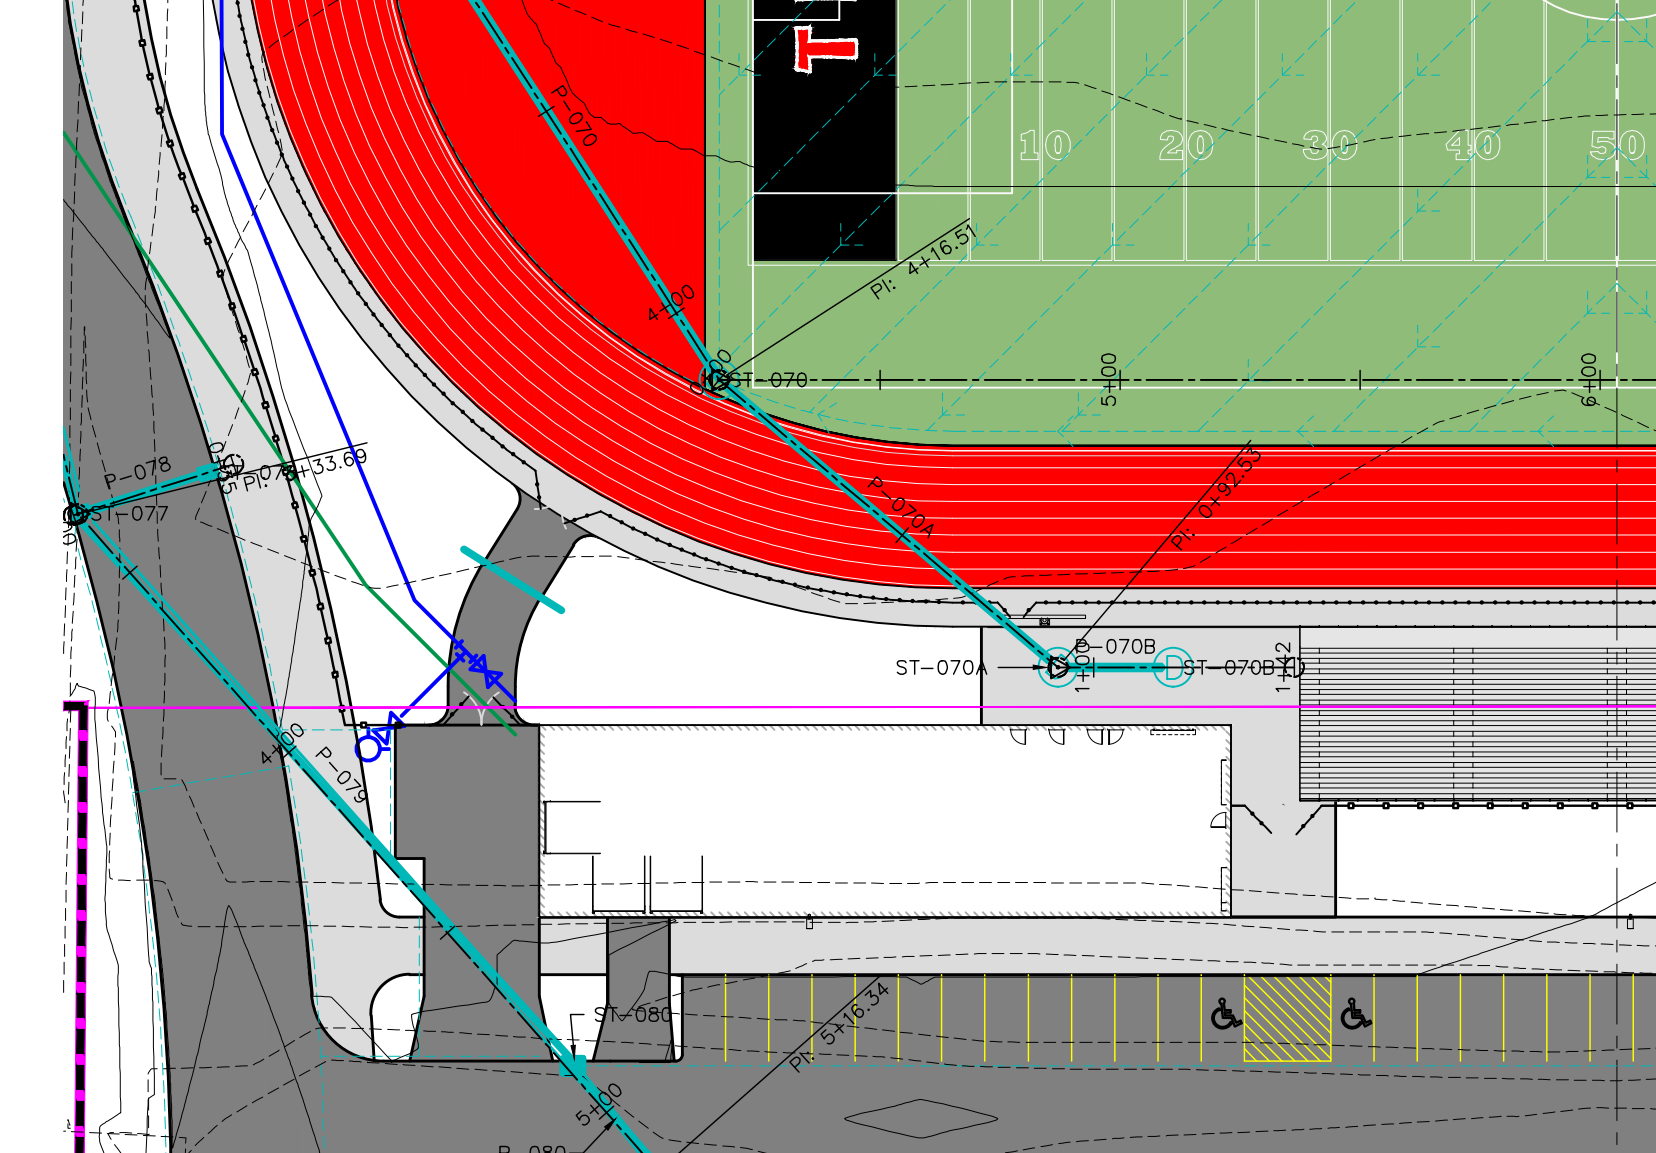 T
P-070
10 20 30 40 50
PI: 4+16.51
4+00
ST-070
5+00
6+00
P-078
PI: 0+33.69
ST-077
P-070A
PI: 0+92.53
P-070B
ST-070A
ST-070B
1+00
1+42
4+00
P-079
ST-080
PI: 5+16.34
5+00
P-080